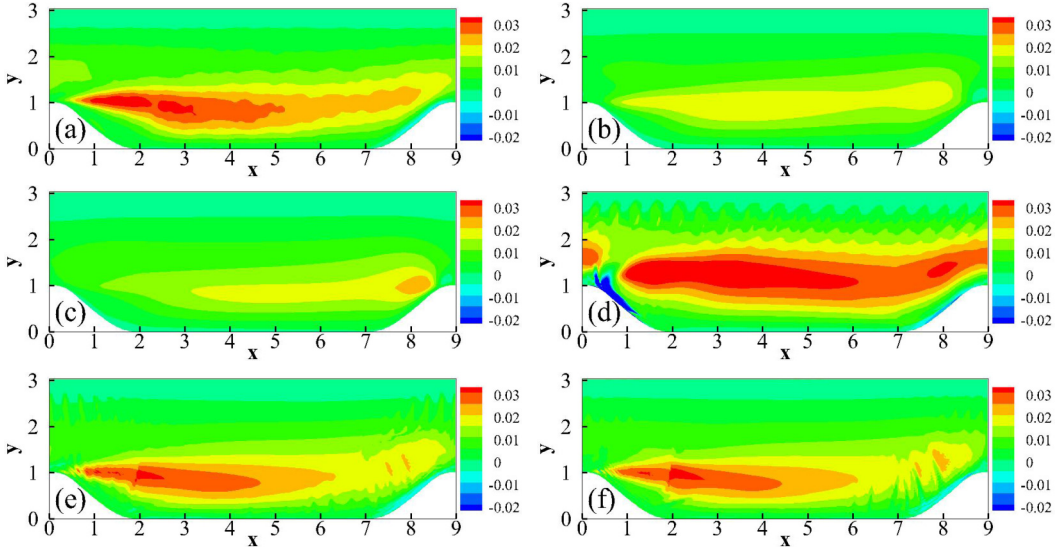 3 2 1 0 y (a) 0 1 2 3 4 5 6 7 8 9 x 0.03 0.02 0.01 0 -0.01 -0.02
3 2 1 0 y (b) 0 1 2 3 4 5 6 7 8 9 x 0.03 0.02 0.01 0 -0.01 -0.02
3 2 1 0 y (c) 0 1 2 3 4 5 6 7 8 9 x 0.03 0.02 0.01 0 -0.01 -0.02
3 2 1 0 y (d) 0 1 2 3 4 5 6 7 8 9 x 0.03 0.02 0.01 0 -0.01 -0.02
3 2 1 0 y (e) 0 1 2 3 4 5 6 7 8 9 x 0.03 0.02 0.01 0 -0.01 -0.02
3 2 1 0 y (f) 0 1 2 3 4 5 6 7 8 9 x 0.03 0.02 0.01 0 -0.01 -0.02